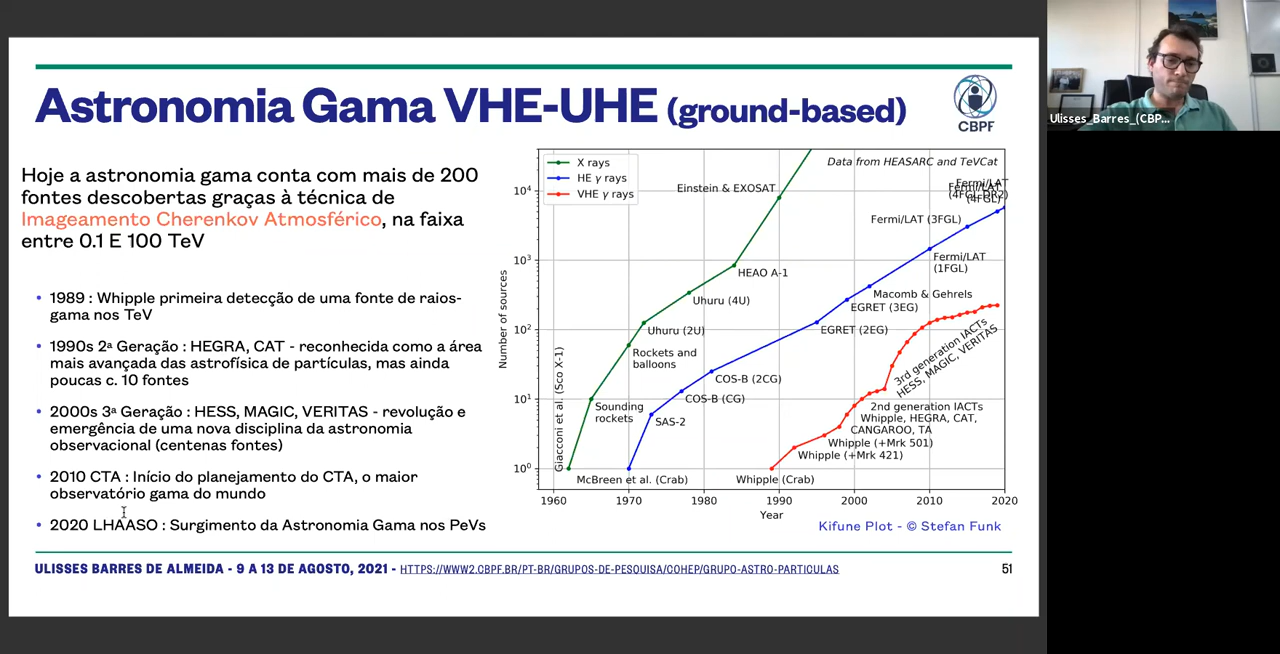 Astronomia Gama VHE-UHE (ground-based)
CBPF
Hoje a astronomia gama conta com mais de 200
fontes descobertas graças à técnica de
Imageamento Cherenkov Atmosférico, na faixa
entre 0.1 E 100 TeV
• 1989 : Whipple primeira detecção de uma fonte de raios-
gama nos TeV
• 1990s 2ª Geração : HEGRA, CAT - reconhecida como a área
mais avançada das astrofísica de partículas, mas ainda
poucas c. 10 fontes
• 2000s 3ª Geração : HESS, MAGIC, VERITAS - revolução e
emergência de uma nova disciplina da astronomia
observacional (centenas fontes)
• 2010 CTA : Início do planejamento do CTA, o maior
observatório gama do mundo
• 2020 LHAASO : Surgimento da Astronomia Gama nos PeVs
X rays
HE γ rays
VHE γ rays
Data from HEASARC and TeVCat
Einstein & EXOSAT
Fermi/LAT
(4FGL-DR2)
Fermi/LAT
(4FGL)
Fermi/LAT (3FGL)
Fermi/LAT
(1FGL)
HEAO A-1
Macomb & Gehrels
Uhuru (4U)
EGRET (3EG)
Uhuru (2U)
EGRET (2EG)
Rockets and
balloons
COS-B (2CG)
3rd generation IACTs
HESS, MAGIC, VERITAS
COS-B (CG)
Sounding
rockets
2nd generation IACTs
Whipple, HEGRA, CAT,
CANGAROO, TA
SAS-2
Whipple (+Mrk 501)
Whipple (+Mrk 421)
Giacconi et al. (Sco X-1)
McBreen et al. (Crab)
Whipple (Crab)
Number of sources
10⁴
10³
10²
10¹
10⁰
1960 1970 1980 1990 2000 2010 2020
Year
Kifune Plot - © Stefan Funk
ULISSES BARRES DE ALMEIDA - 9 A 13 DE AGOSTO, 2021 - HTTPS://WWW2.CBPF.BR/PT-BR/GRUPOS-DE-PESQUISA/COHEP/GRUPO-ASTRO-PARTICULAS
51
Ulisses_Barres_(CBP...